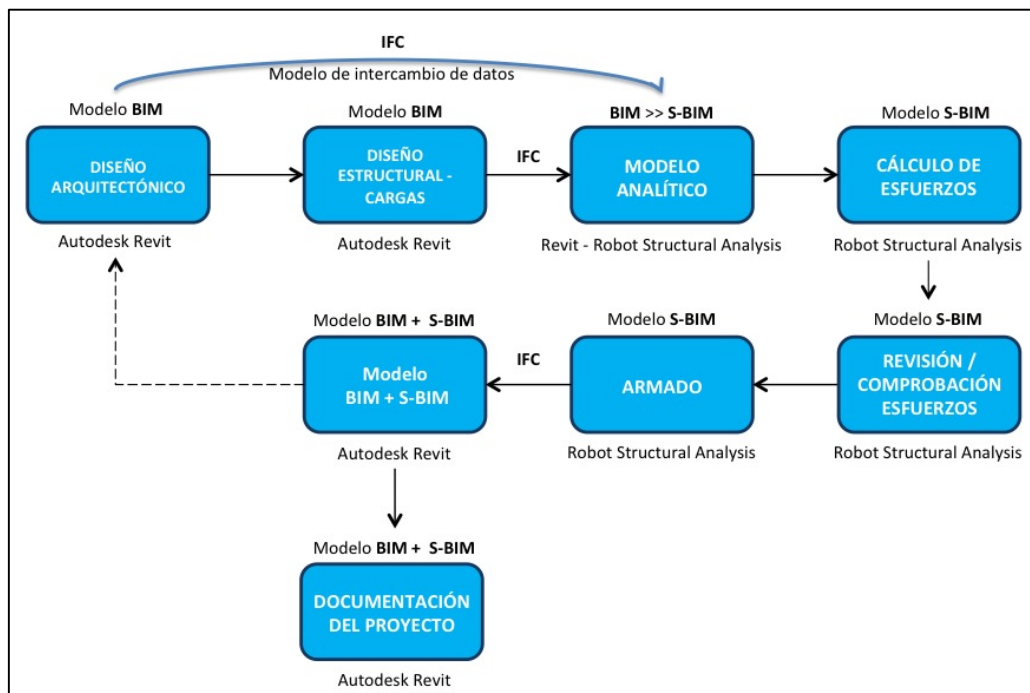 IFC
Modelo de intercambio de datos
Modelo BIM
DISEÑO
ARQUITECTÓNICO
Autodesk Revit
Modelo BIM
DISEÑO
ESTRUCTURAL -
CARGAS
Autodesk Revit
IFC
BIM >> S-BIM
MODELO
ANALÍTICO
Revit - Robot Structural Analysis
Modelo S-BIM
CÁLCULO DE
ESFUERZOS
Robot Structural Analysis
Modelo S-BIM
REVISIÓN /
COMPROBACIÓN
ESFUERZOS
Robot Structural Analysis
Modelo S-BIM
ARMADO
Robot Structural Analysis
IFC
Modelo BIM + S-BIM
Modelo
BIM + S-BIM
Autodesk Revit
Modelo BIM + S-BIM
DOCUMENTACIÓN
DEL PROYECTO
Autodesk Revit